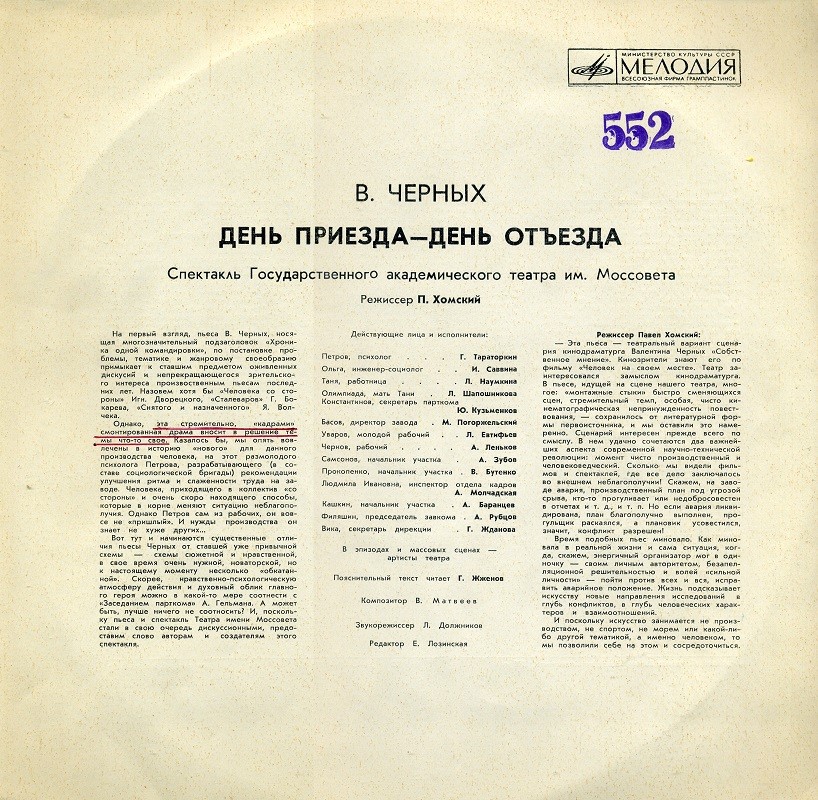 МИНИСТЕРСТВО КУЛЬТУРЫ СССР
МЕЛОДИЯ
ВСЕСОЮЗНАЯ ФИРМА ГРАМПЛАСТИНОК
552
В. ЧЕРНЫХ
ДЕНЬ ПРИЕЗДА—ДЕНЬ ОТЪЕЗДА
Спектакль Государственного академического театра им. Моссовета
Режиссер П. Хомский
На первый взгляд, пьеса В. Черных, нося-
щая многозначительный подзаголовок «Хрони-
ка одной командировки», по постановке про-
блемы, тематике и жанровому своеобразию
примыкает к ставшим предметом оживленных
дискусий и непрекращающегося зрительско-
го интереса производственным пьесам послед-
них лет. Назовем хотя бы «Человека со сто-
роны» Игн. Дворецкого, «Сталеваров» Г. Бо-
карева, «Святого и назначенного» Я. Вол-
чека.
Однако, эта стремительно, «кадрами»
смонтированная драма вносит в решение те-
мы что-то свое. Казалось бы, мы опять вов-
лечены в историю «нового» для данного
производства человека, на этот размолодого
психолога Петрова, разрабатывающего (в со-
ставе социологической бригады) рекомендации
улучшения ритма и слаженности труда на за-
воде. Человека, приходящего в коллектив «со
стороны» и очень скоро находящего способы,
которые в корне меняют ситуацию неблагопо-
лучия. Однако Петров сам из рабочих, он вов-
се не «пришлый». И нужды производства он
знает не хуже других...
Вот тут и начинаются существенные отли-
чия пьесы Черных от ставшей уже привычной
схемы — схемы сюжетной и нравственной,
в свое время очень нужной, новаторской, но
к настоящему моменту несколько «обкатан-
ной». Скорее, нравственно-психологическую
атмосферу действия и духовный облик главно-
го героя можно в какой-то мере соотнести с
«Заседанием парткома» А. Гельмана. А может
быть, лучше ничего не соотносить? И, посколь-
ку пьеса и спектакль Театра имени Моссовета
стали в свою очередь дискуссионными, предо-
ставим слово авторам и создателям этого
спектакля.
Действующие лица и исполнители:
Петров, психолог . . . . Г. Тараторкин
Ольга, инженер-социолог . . И. Саввина
Таня, работница . . . . Л. Наумкина
Олимпиада, мать Тани . Л. Шапошникова
Константинов, секретарь парткома
Ю. Кузьменков
Басов, директор завода . . М. Погоржельский
Уваров, молодой рабочий . . Л. Евтифьев
Чернов, рабочий . . . . А. Леньков
Самсонов, начальник участка . А. Зубов
Прокопенко, начальник участка . В. Бутенко
Людмила Ивановна, инспектор отдела кадров
А. Молчадская
Кашкин, начальник участка . А. Баранцев
Филяшин, председатель завкома . А. Рубцов
Вика, секретарь дирекции . Г. Жданова
В эпизодах и массовых сценах —
артисты театра
Пояснительный текст читает Г. Жженов
Композитор В. Матвеев
Звукорежиссер Л. Должников
Редактор Е. Лозинская
Режиссер Павел Хомский:
— Эта пьеса — театральный вариант сцена-
рия кинодраматурга Валентина Черных «Собст-
венное мнение». Кинозрители знают его по
фильму «Человек на своем месте». Театр за-
интересовался замыслом кинодраматурга.
В пьесе, идущей на сцене нашего театра, мно-
гое: «монтажные стыки» быстро сменяющихся
сцен, стремительный темп, особая, чисто ки-
нематографическая непринужденность повест-
вования, — сохранилось от литературной фор-
мы первоисточника, и мы оставили это наме-
ренно. Сценарий интересен прежде всего по
смыслу. В нем удачно сочетаются два важней-
ших аспекта современной научно-технической
революции: момент чисто производственный и
человековедческий. Сколько мы видели филь-
мов и спектаклей, где все дело заключалось
во внешнем неблагополучии! Скажем, на заво-
де авария, производственный план под угрозой
срыва, кто-то прогуливает или недобросовестен
в отчетах и т. д., и т. п. Но если авария ликви-
дирована, план благополучно выполнен, про-
гульщик раскаялся, а плановик усовестился,
значит, конфликт разрешен!
Время подобных пьес миновало. Как мино-
вала в реальной жизни и сама ситуация, ког-
да, скажем, энергичный организатор мог в оди-
ночку — своим личным авторитетом, безапел-
ляционной решительностью и волей «сильной
личности» — пойти против всех и вся, испра-
вить аварийное положение. Жизнь подсказывает
искусству новые направления исследований в
глубь конфликтов, в глубь человеческих харак-
теров и взаимоотношений.
И поскольку искусство занимается не произ-
водством, не спортом, не морем или какой-ли-
бо другой тематикой, а именно человеком, то
мы позволили себе на этом и сосредоточиться.